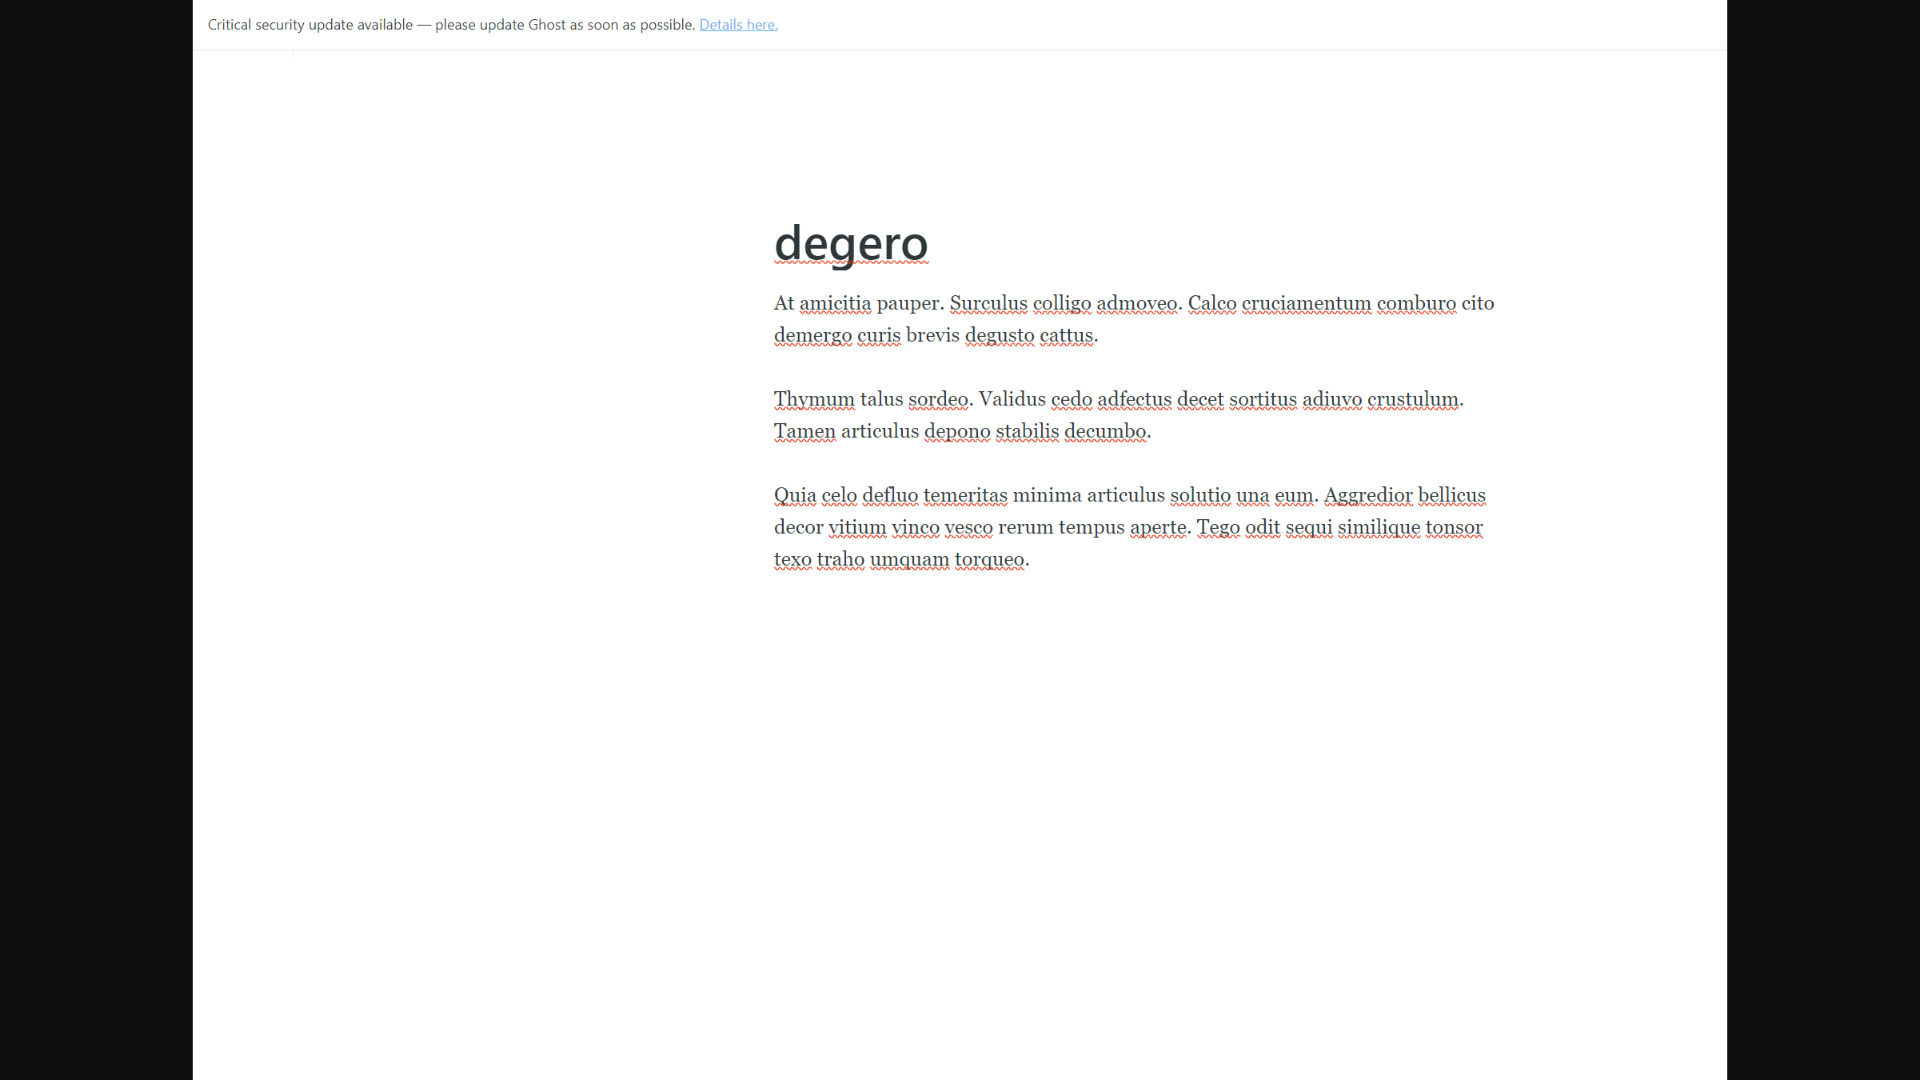 Critical security update available — please update Ghost as soon as possible. Details here.
degero
At amicitia pauper. Surculus colligo admoveo. Calco cruciamentum comburo cito
demergo curis brevis degusto cattus.
Thymum talus sordeo. Validus cedo adfectus decet sortitus adiuvo crustulum.
Tamen articulus depono stabilis decumbo.
Quia celo defluo temeritas minima articulus solutio una eum. Aggredior bellicus
decor vitium vinco vesco rerum tempus aperte. Tego odit sequi similique tonsor
texo traho umquam torqueo.